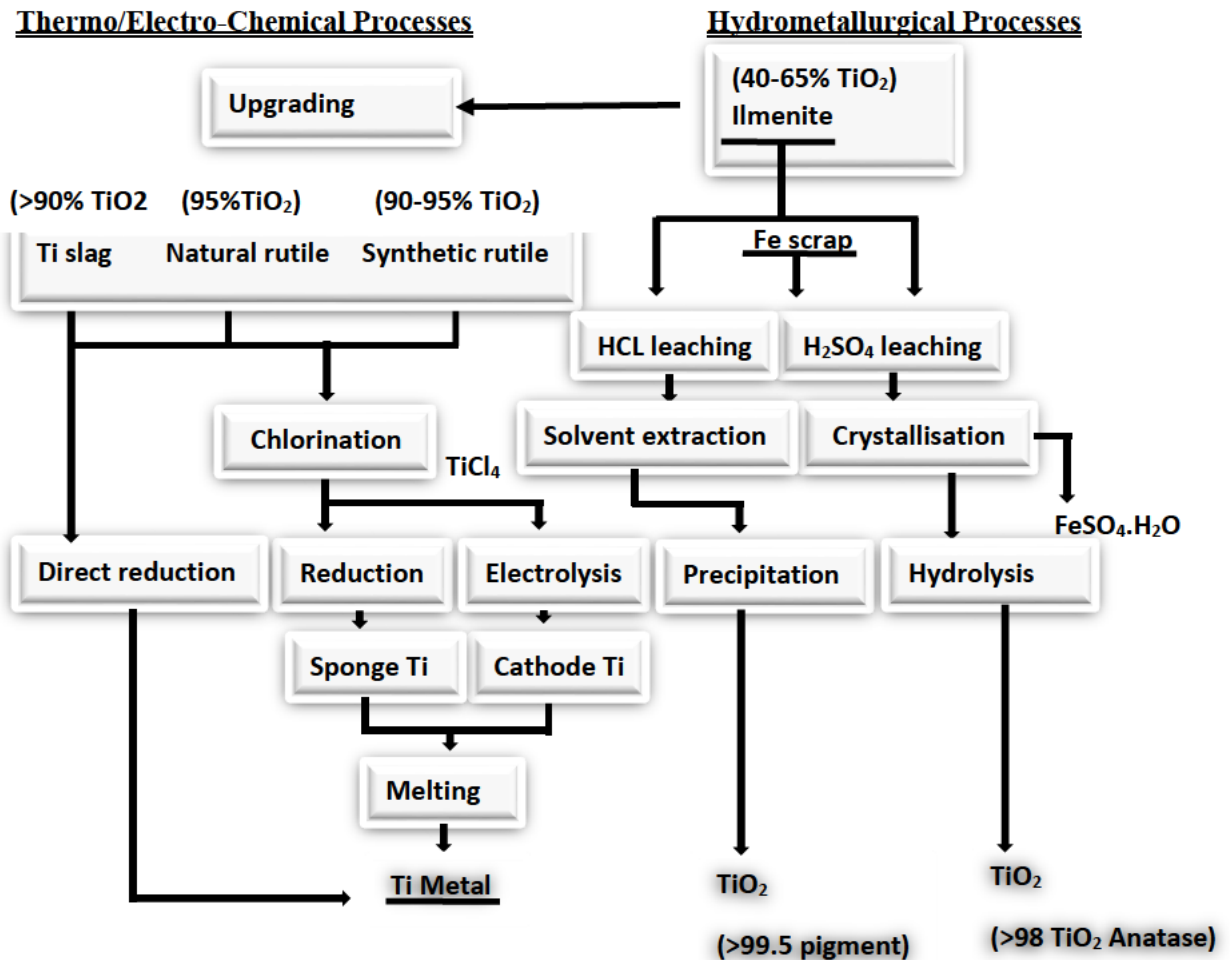 Thermo/Electro-Chemical Processes
Hydrometallurgical Processes
Upgrading
(40-65% TiO₂)
Ilmenite
(>90% TiO2
(95%TiO₂)
(90-95% TiO₂)
Ti slag
Natural rutile
Synthetic rutile
Fe scrap
HCL leaching
H₂SO₄ leaching
Chlorination
TiCl₄
Solvent extraction
Crystallisation
FeSO₄.H₂O
Direct reduction
Reduction
Electrolysis
Precipitation
Hydrolysis
Sponge Ti
Cathode Ti
Melting
Ti Metal
TiO₂
(>99.5 pigment)
TiO₂
(>98 TiO₂ Anatase)